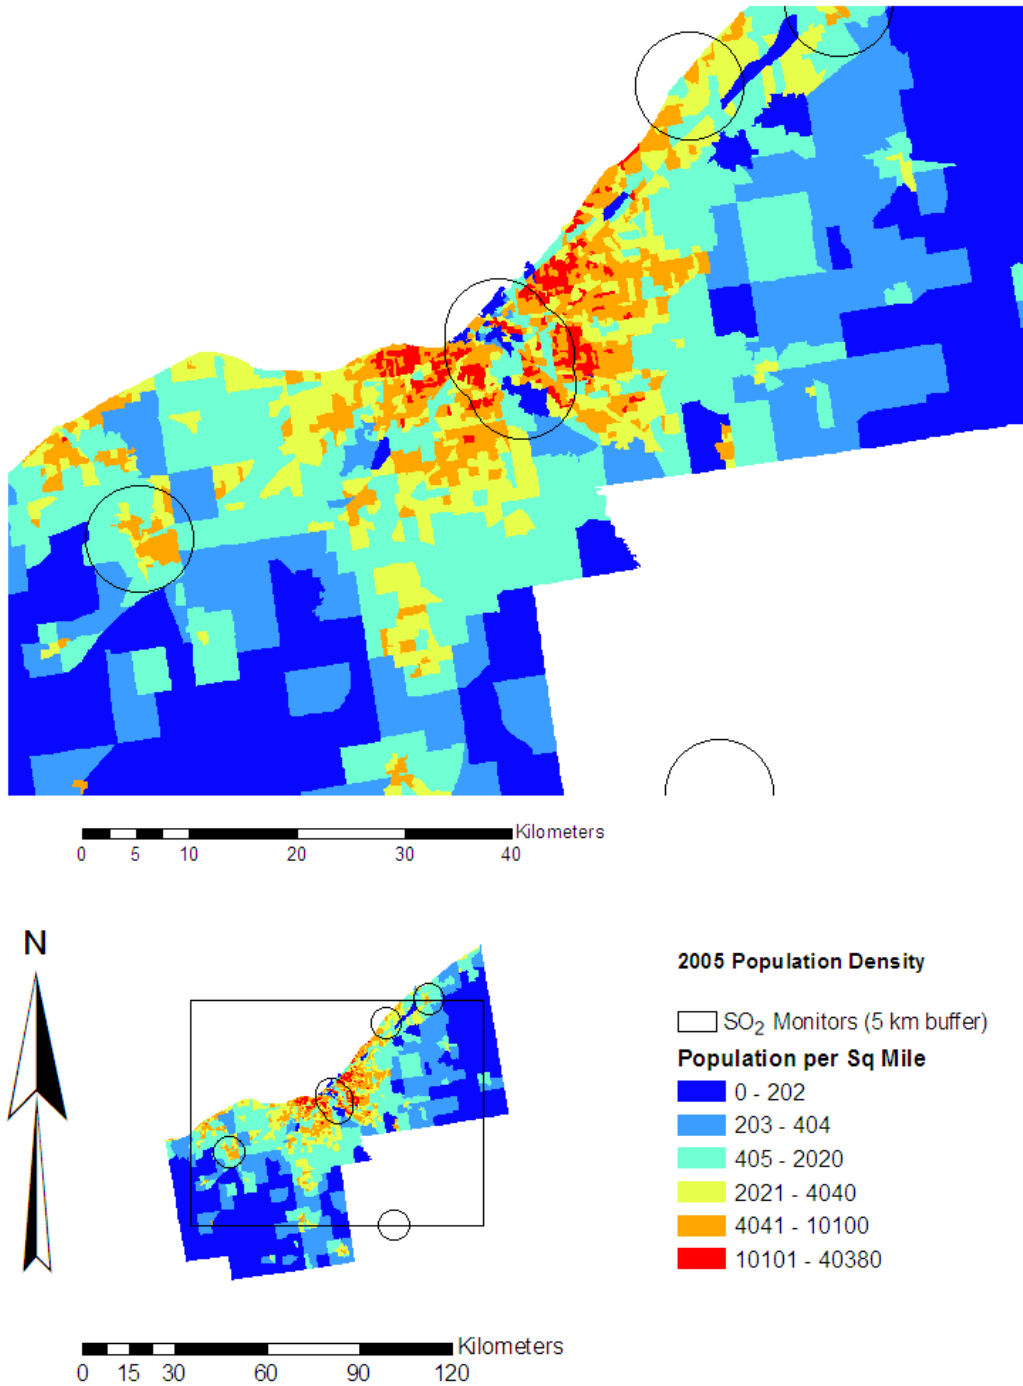 Kilometers
0 5 10 20 30 40
N
2005 Population Density
SO2 Monitors (5 km buffer)
Population per Sq Mile
0 - 202
203 - 404
405 - 2020
2021 - 4040
4041 - 10100
10101 - 40380
Kilometers
0 15 30 60 90 120